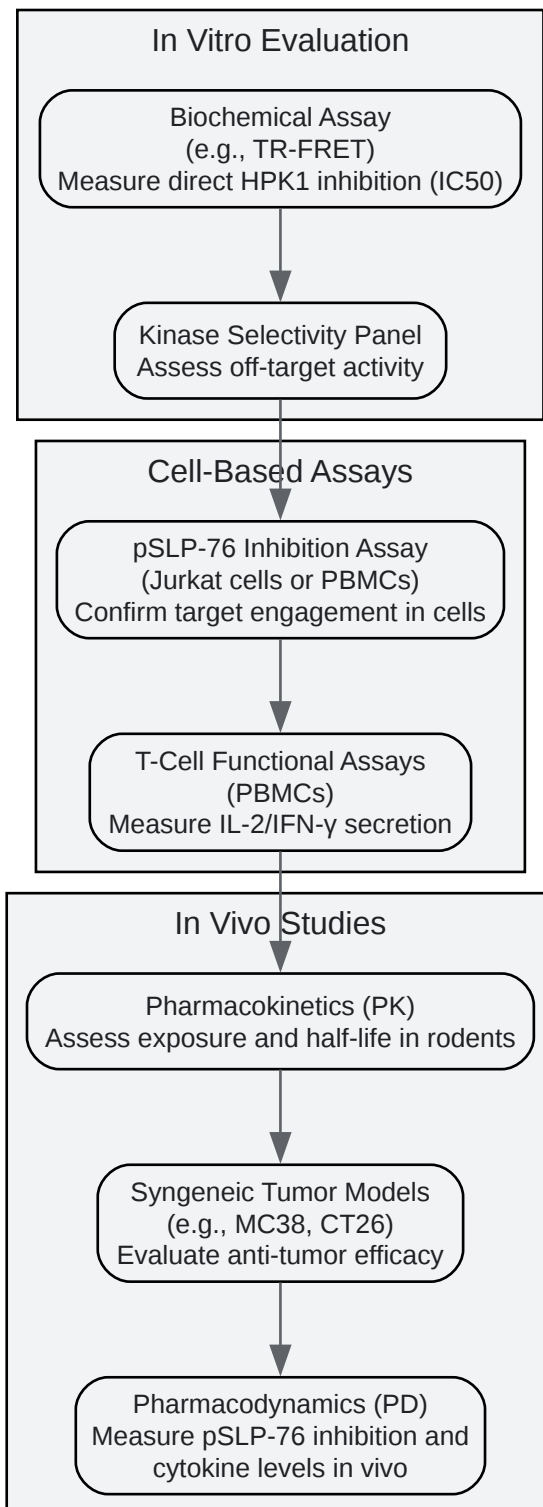 In Vitro Evaluation
Biochemical Assay
(e.g., TR-FRET)
Measure direct HPK1 inhibition (IC50)
Kinase Selectivity Panel
Assess off-target activity
Cell-Based Assays
pSLP-76 Inhibition Assay
(Jurkat cells or PBMCs)
Confirm target engagement in cells
T-Cell Functional Assays
(PBMCs)
Measure IL-2/IFN-γ secretion
In Vivo Studies
Pharmacokinetics (PK)
Assess exposure and half-life in rodents
Syngeneic Tumor Models
(e.g., MC38, CT26)
Evaluate anti-tumor efficacy
Pharmacodynamics (PD)
Measure pSLP-76 inhibition and
cytokine levels in vivo